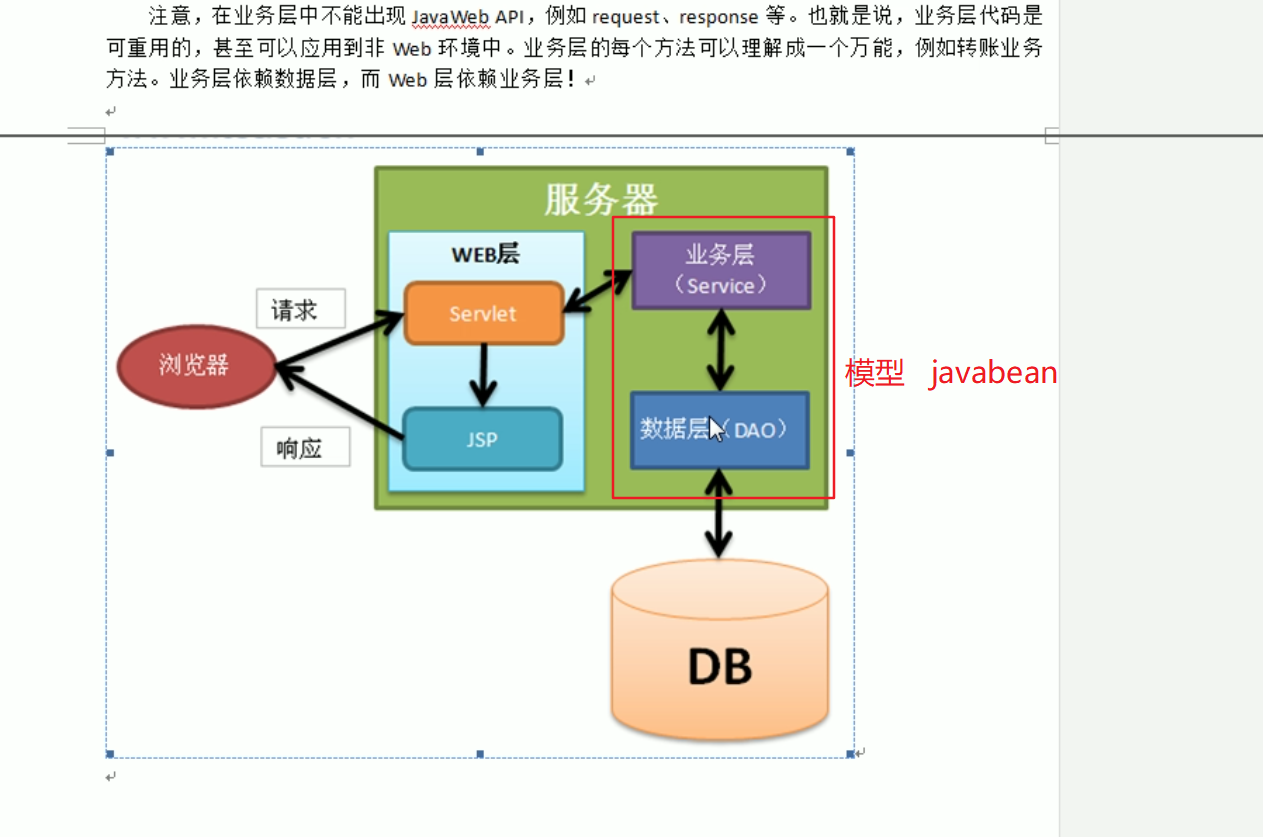 注意，在业务层中不能出现 JavaWeb API，例如 request、response 等。也就是说，业务层代码是
可重用的，甚至可以应用到非 Web 环境中。业务层的每个方法可以理解成一个万能，例如转账业务
方法。业务层依赖数据层，而 Web 层依赖业务层！
服务器
WEB层
业务层
（Service）
Servlet
请求
浏览器
模型 javabean
数据层（DAO）
JSP
响应
DB